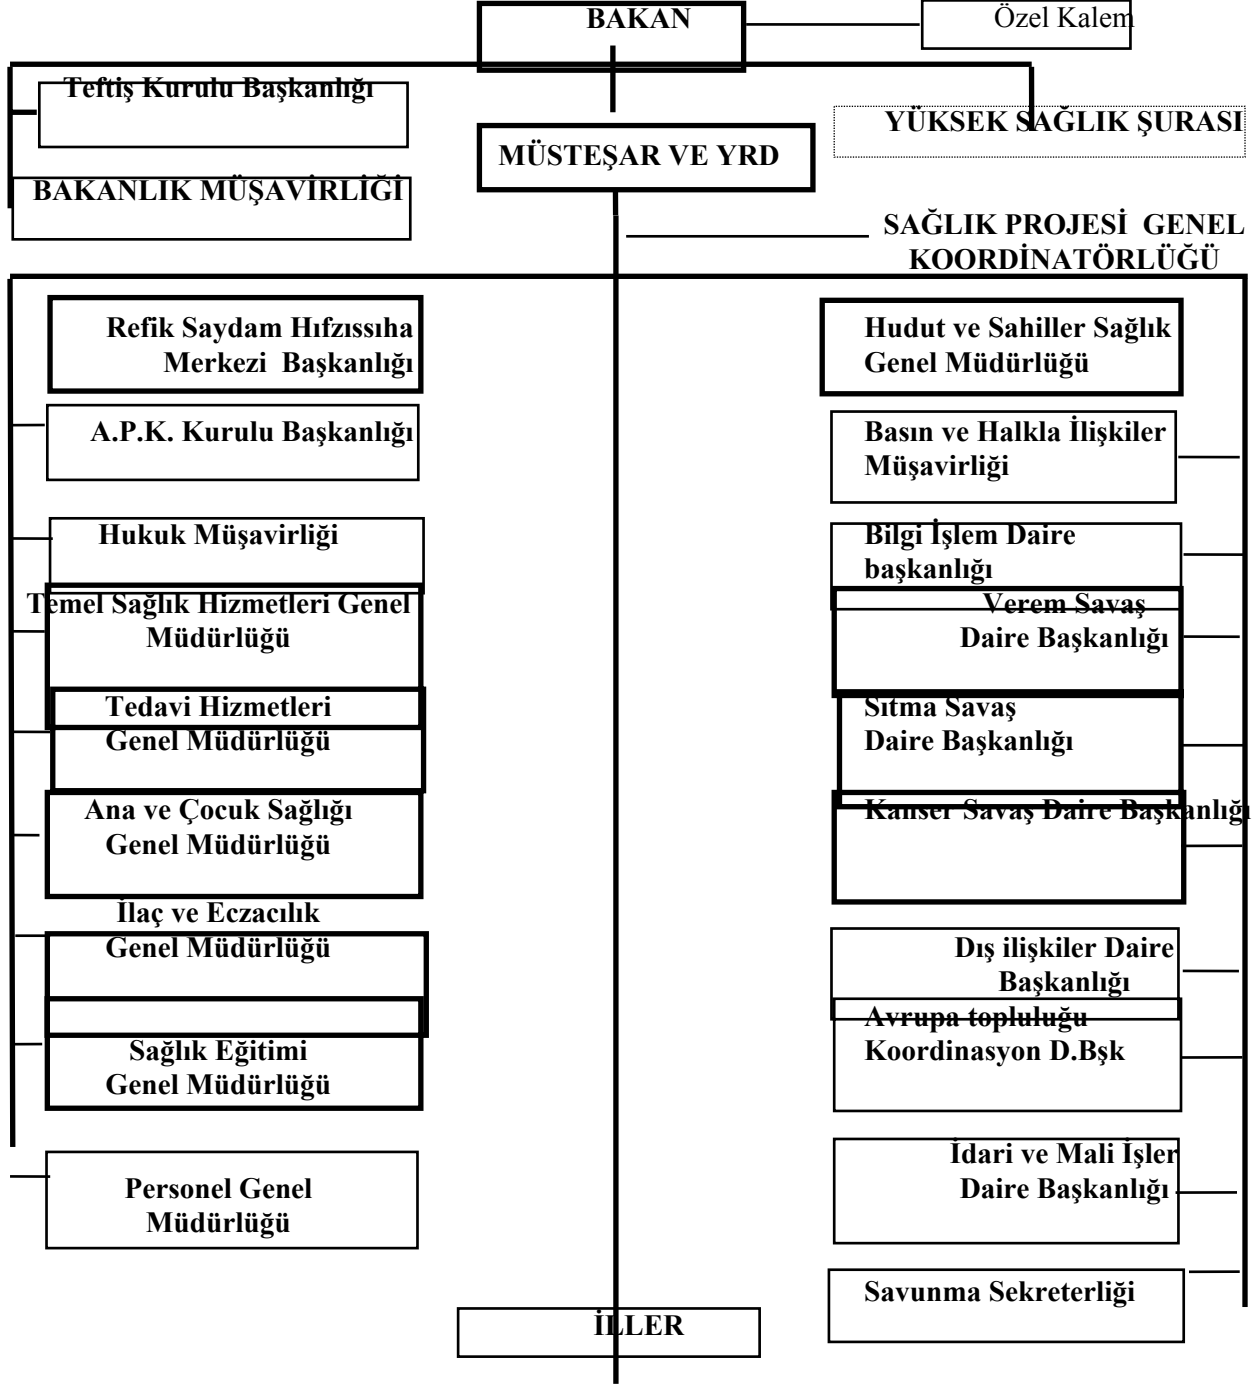 BAKAN
Özel Kalem
Teftiş Kurulu Başkanlığı
YÜKSEK SAĞLIK ŞURASI
MÜSTEŞAR VE YRD
BAKANLIK MÜŞAVİRLİĞİ
SAĞLIK PROJESİ GENEL
KOORDİNATÖRLÜĞÜ
Refik Saydam Hıfzıssıha
Merkezi Başkanlığı
A.P.K. Kurulu Başkanlığı
Hukuk Müşavirliği
Temel Sağlık Hizmetleri Genel
Müdürlüğü
Tedavi Hizmetleri
Genel Müdürlüğü
Ana ve Çocuk Sağlığı
Genel Müdürlüğü
İlaç ve Eczacılık
Genel Müdürlüğü
Sağlık Eğitimi
Genel Müdürlüğü
Personel Genel
Müdürlüğü
Hudut ve Sahiller Sağlık
Genel Müdürlüğü
Basın ve Halkla İlişkiler
Müşavirliği
Bilgi İşlem Daire
başkanlığı
Verem Savaş
Daire Başkanlığı
Sıtma Savaş
Daire Başkanlığı
Kanser Savaş Daire Başkanlığı
Dış ilişkiler Daire
Başkanlığı
Avrupa topluluğu
Koordinasyon D.Bşk
İdari ve Mali İşler
Daire Başkanlığı
Savunma Sekreterliği
İLLER